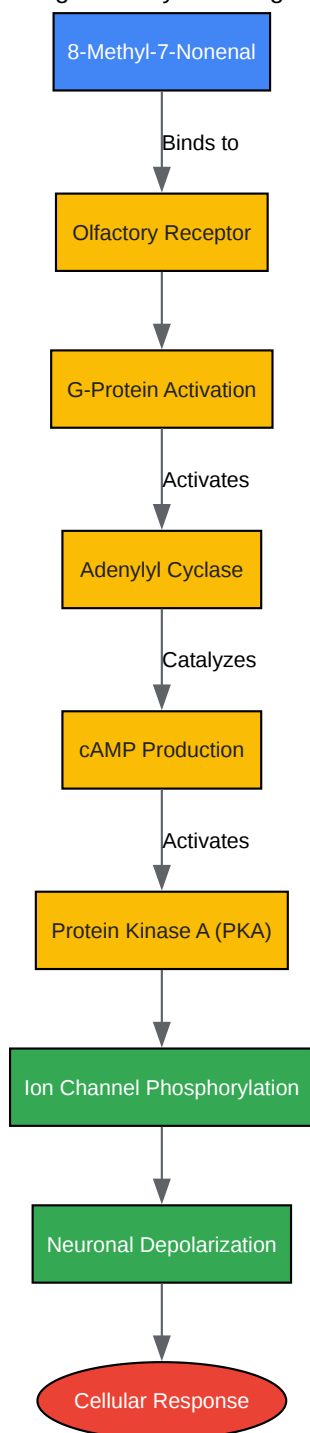 8-Methyl-7-Nonenal
Binds to
Olfactory Receptor
G-Protein Activation
Activates
Adenylyl Cyclase
Catalyzes
cAMP Production
Activates
Protein Kinase A (PKA)
Ion Channel Phosphorylation
Neuronal Depolarization
Cellular Response